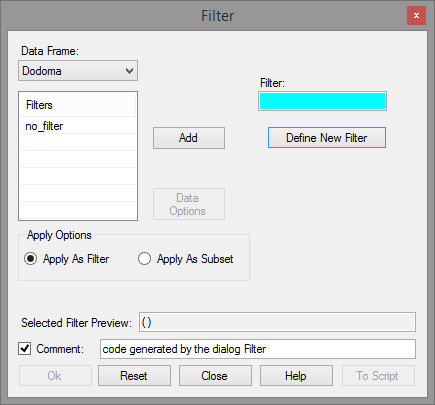 Filter
x
Data Frame:
Dodoma
Filter:
Filters
no_filter
Add
Define New Filter
Data
Options
Apply Options
Apply As Filter
Apply As Subset
Selected Filter Preview:
( )
Comment:
code generated by the dialog Filter
Ok
Reset
Close
Help
To Script